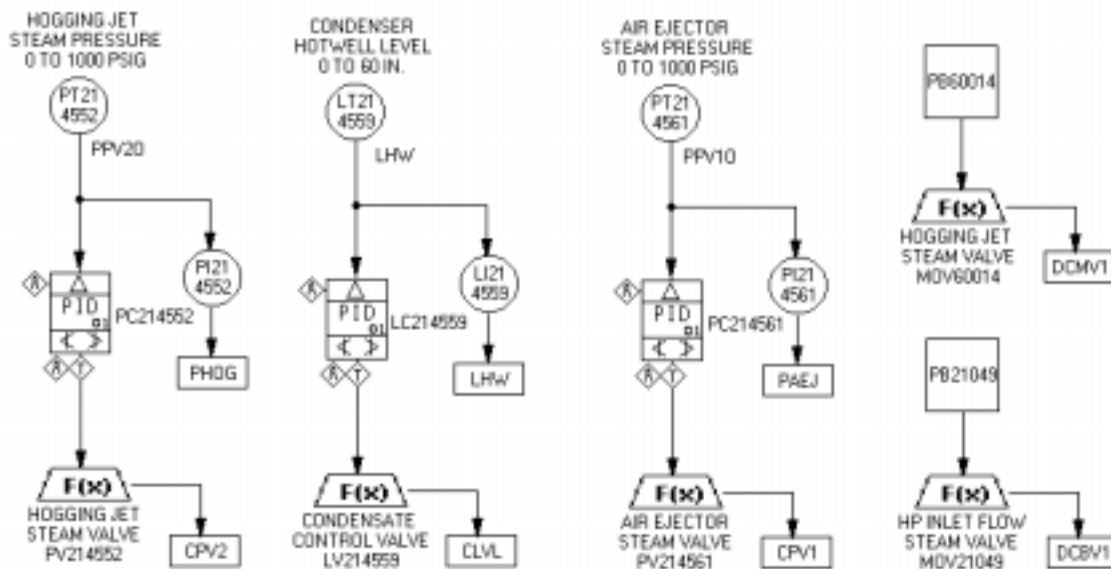 HOGGING JET
STEAM PRESSURE
0 TO 1000 PSIG
PT21
4552
PPV20
PI21
4552
A
PID
01
PC214552
A
T
PHOG
F(x)
HOGGING JET
STEAM VALVE
PV214552
CPV2
CONDENSER
HOTWELL LEVEL
0 TO 60 IN.
LT21
4559
LHW
LI21
4559
A
PID
01
LC214559
A
T
LHW
F(x)
CONDENSATE
CONTROL VALVE
LV214559
CLVL
AIR EJECTOR
STEAM PRESSURE
0 TO 1000 PSIG
PT21
4561
PPV10
PI21
4561
A
PID
01
PC214561
A
T
PAEJ
F(x)
AIR EJECTOR
STEAM VALVE
PV214561
CPV1
PB60014
F(x)
HOGGING JET
STEAM VALVE
MOV60014
DCMV1
PB21049
F(x)
HP INLET FLOW
STEAM VALVE
MOV21049
DCBV1